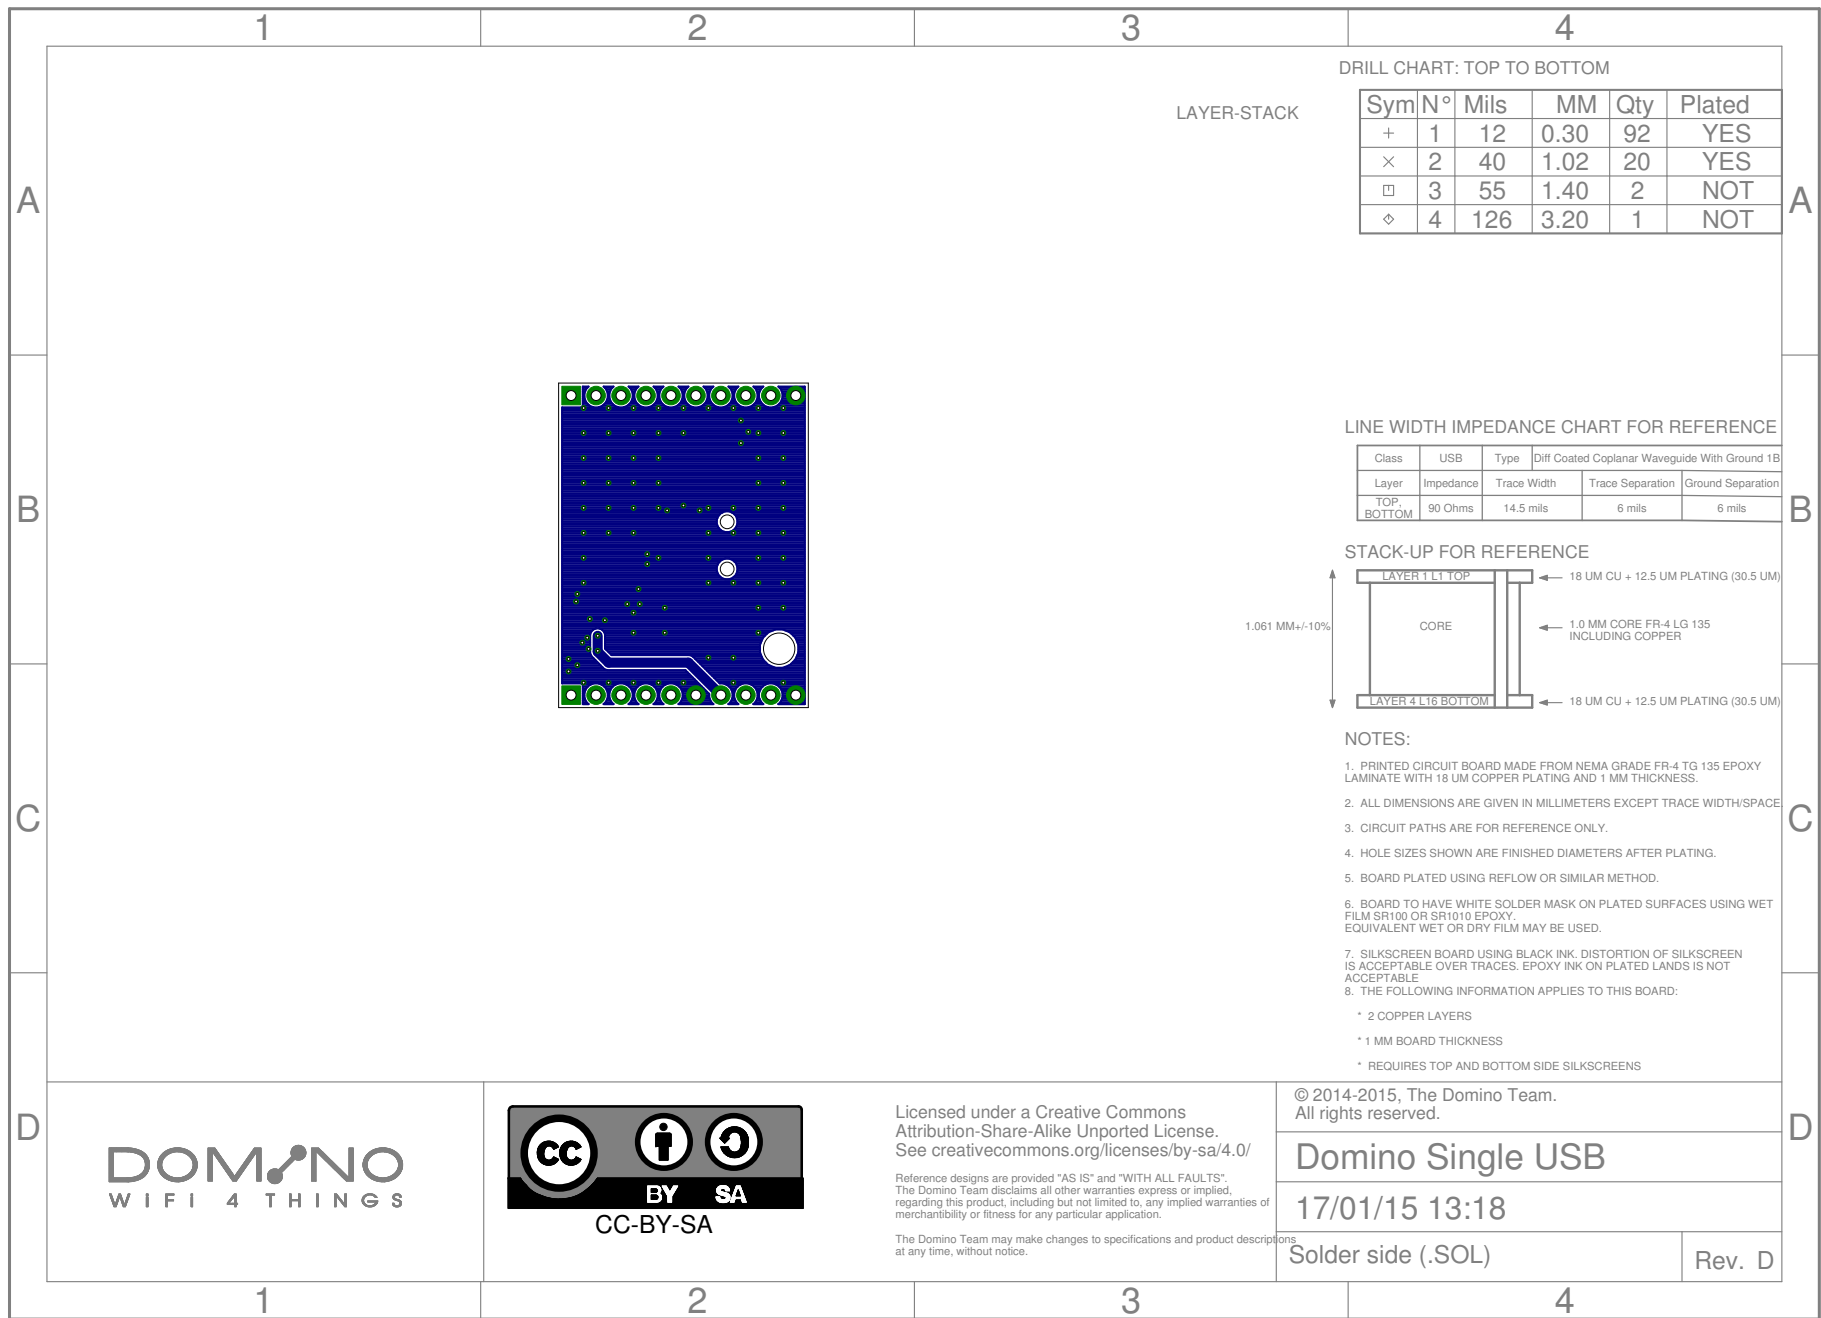 1 2 3 4
DRILL CHART: TOP TO BOTTOM
LAYER-STACK
Sym N° Mils MM Qty Plated
+ 1 12 0.30 92 YES
× 2 40 1.02 20 YES
3 55 1.40 2 NOT
4 126 3.20 1 NOT
A A
LINE WIDTH IMPEDANCE CHART FOR REFERENCE
Class USB Type Diff Coated Coplanar Waveguide With Ground 1B
Layer Impedance Trace Width Trace Separation Ground Separation
TOP,
BOTTOM 90 Ohms 14.5 mils 6 mils 6 mils
B B
STACK-UP FOR REFERENCE
LAYER 1 L1 TOP 18 UM CU + 12.5 UM PLATING (30.5 UM)
1.061 MM+/-10% CORE 1.0 MM CORE FR-4 LG 135
INCLUDING COPPER
LAYER 4 L16 BOTTOM 18 UM CU + 12.5 UM PLATING (30.5 UM)
NOTES:
1. PRINTED CIRCUIT BOARD MADE FROM NEMA GRADE FR-4 TG 135 EPOXY
LAMINATE WITH 18 UM COPPER PLATING AND 1 MM THICKNESS.
2. ALL DIMENSIONS ARE GIVEN IN MILLIMETERS EXCEPT TRACE WIDTH/SPACE
C C
3. CIRCUIT PATHS ARE FOR REFERENCE ONLY.
4. HOLE SIZES SHOWN ARE FINISHED DIAMETERS AFTER PLATING.
5. BOARD PLATED USING REFLOW OR SIMILAR METHOD.
6. BOARD TO HAVE WHITE SOLDER MASK ON PLATED SURFACES USING WET
FILM SR100 OR SR1010 EPOXY.
EQUIVALENT WET OR DRY FILM MAY BE USED.
7. SILKSCREEN BOARD USING BLACK INK. DISTORTION OF SILKSCREEN
IS ACCEPTABLE OVER TRACES. EPOXY INK ON PLATED LANDS IS NOT
ACCEPTABLE
8. THE FOLLOWING INFORMATION APPLIES TO THIS BOARD:
* 2 COPPER LAYERS
* 1 MM BOARD THICKNESS
* REQUIRES TOP AND BOTTOM SIDE SILKSCREENS
D D
DOMINO
WIFI 4 THINGS
CC
BY SA
CC-BY-SA
Licensed under a Creative Commons
Attribution-Share-Alike Unported License.
See creativecommons.org/licenses/by-sa/4.0/
Reference designs are provided "AS IS" and "WITH ALL FAULTS".
The Domino Team disclaims all other warranties express or implied,
regarding this product, including but not limited to, any implied warranties of
merchantibility or fitness for any particular application.
The Domino Team may make changes to specifications and product descriptions
at any time, without notice.
© 2014-2015, The Domino Team.
All rights reserved.
Domino Single USB
17/01/15 13:18
Solder side (.SOL)
Rev. D
1 2 3 4